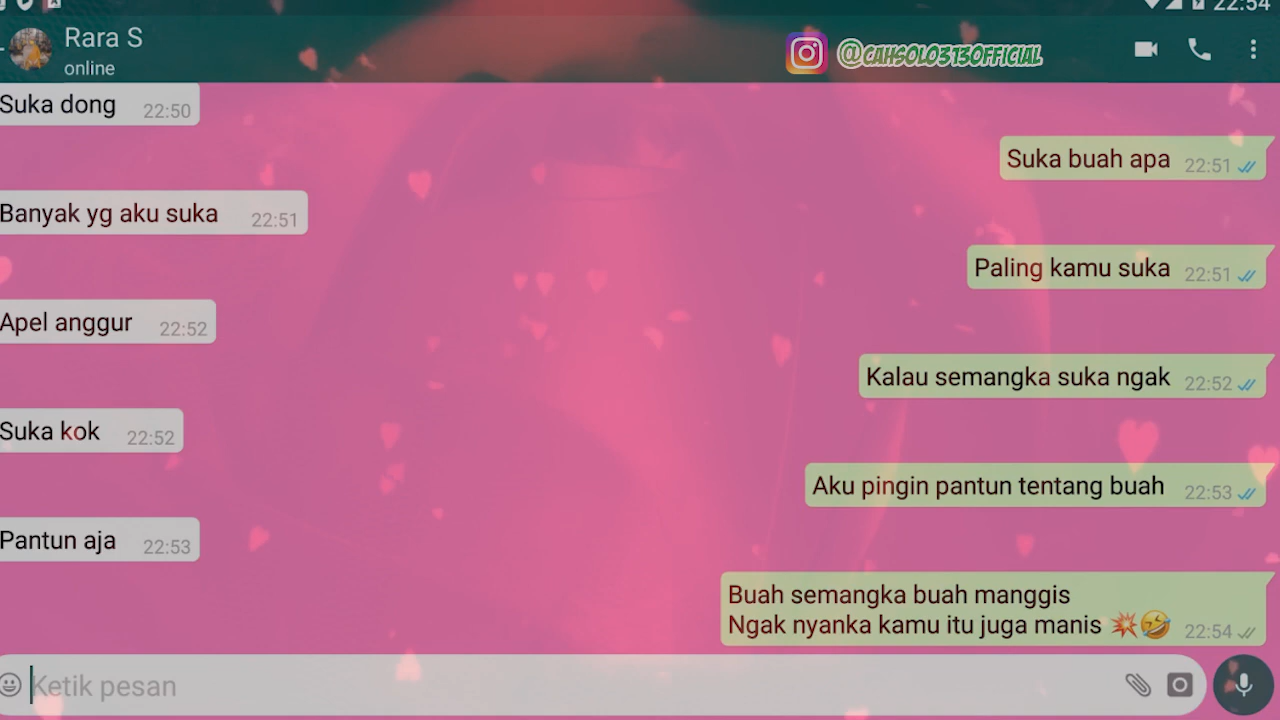 22:54
Rara S
online
@CAHSOLO3130FFICIAL
Suka dong 22:50
Suka buah apa 22:51
Banyak yg aku suka 22:51
Paling kamu suka 22:51
Apel anggur 22:52
Kalau semangka suka ngak 22:52
Suka kok 22:52
Aku pingin pantun tentang buah 22:53
Pantun aja 22:53
Buah semangka buah manggis
Ngak nyanka kamu itu juga manis 💥🤣 22:54
Ketik pesan